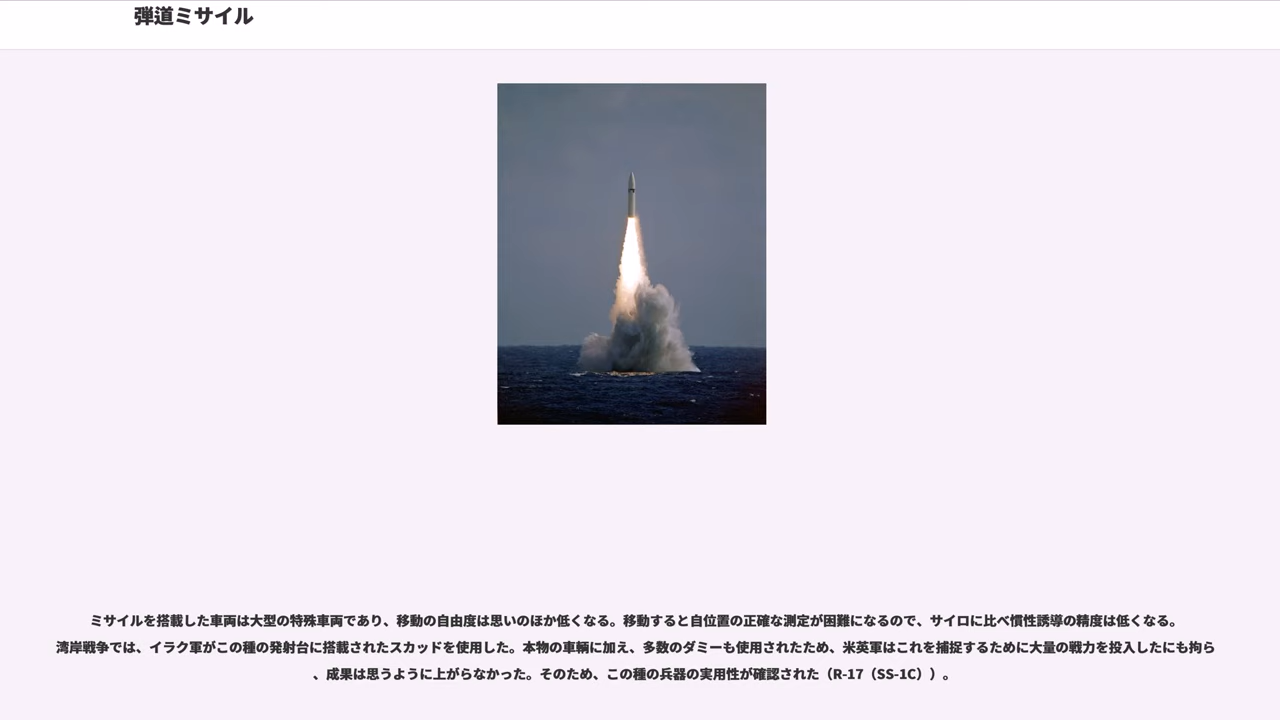 弾道ミサイル
ミサイルを搭載した車両は大型の特殊車両であり、移動の自由度は思いのほか低くなる。移動すると自位置の正確な測定が困難になるので、サイロに比べ慣性誘導の精度は低くなる。
湾岸戦争では、イラク軍がこの種の発射台に搭載されたスカッドを使用した。本物の車輌に加え、多数のダミーも使用されたため、米英軍はこれを捕捉するために大量の戦力を投入したにも拘ら
、成果は思うように上がらなかった。そのため、この種の兵器の実用性が確認された（R-17（SS-1C））。